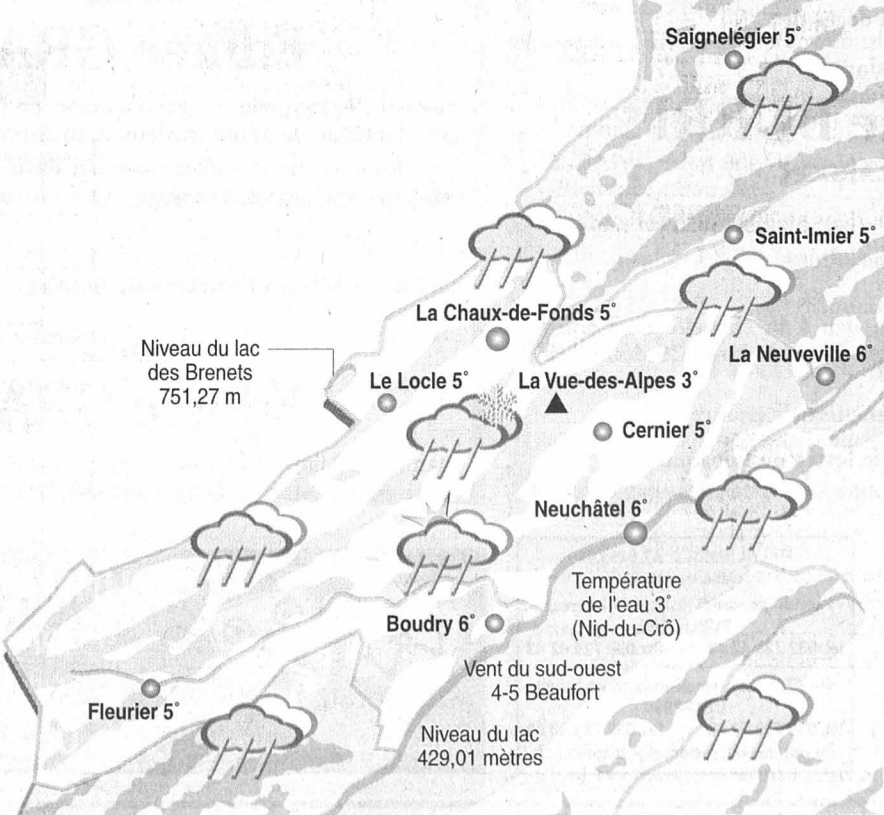 Saignelégier 5°
Saint-Imier 5°
La Chaux-de-Fonds 5°
Niveau du lac
des Brenets
751,27 m
La Neuveville 6°
Le Locle 5°
La Vue-des-Alpes 3°
Cernier 5°
Neuchâtel 6°
Température
de l'eau 3°
(Nid-du-Crô)
Boudry 6°
Vent du sud-ouest
4-5 Beaufort
Fleurier 5°
Niveau du lac
429,01 mètres